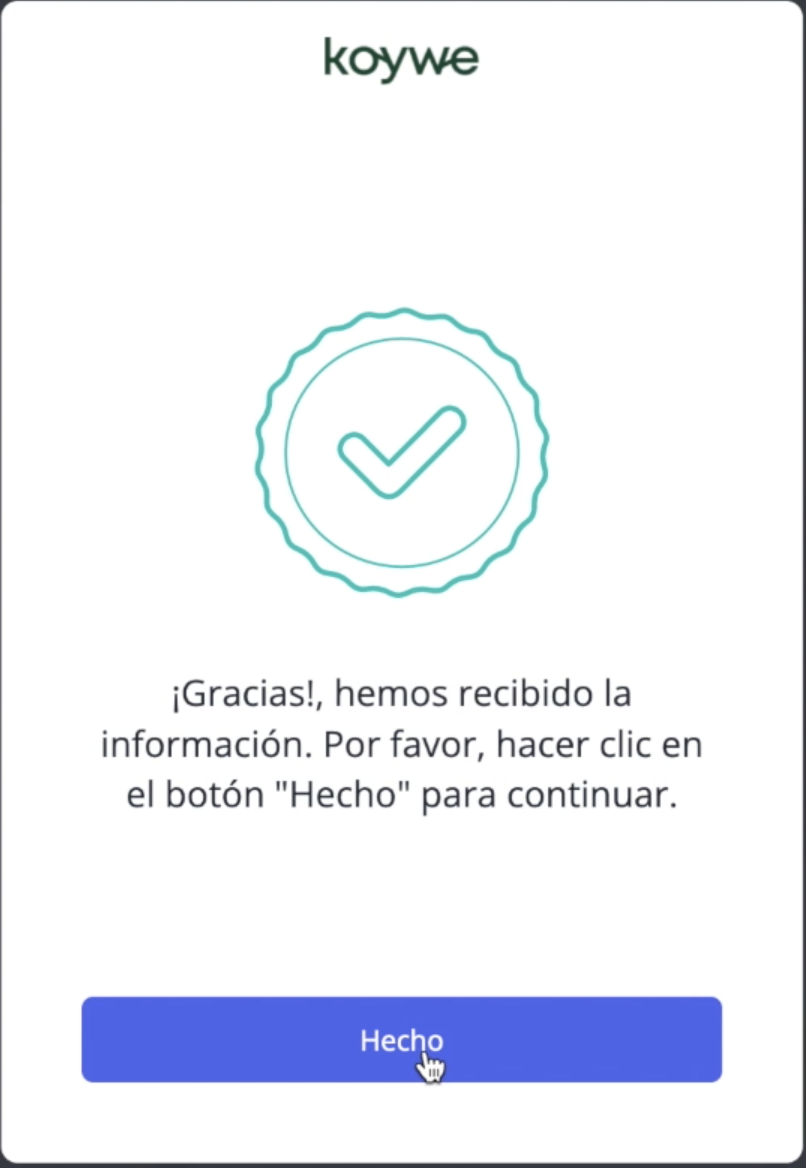 koywe
¡Gracias!, hemos recibido la
información. Por favor, hacer clic en
el botón "Hecho" para continuar.
Hecho